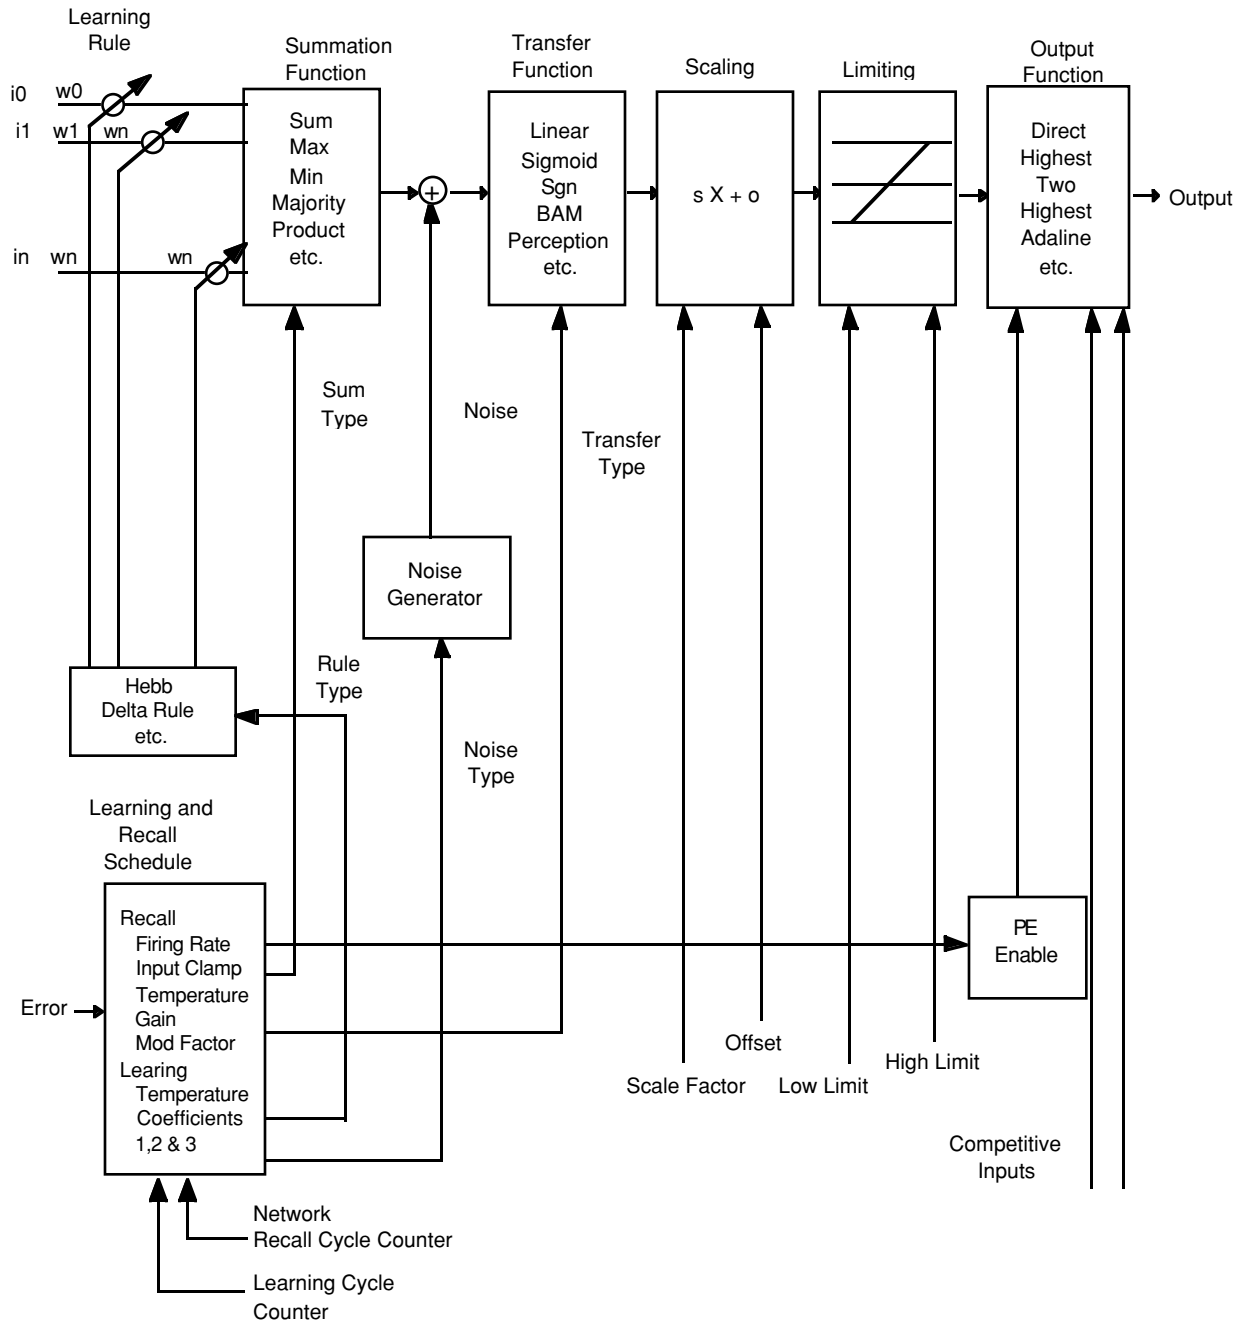 Learning
Rule
Summation
Function
Transfer
Function
Scaling
Limiting
Output
Function
i0 w0
i1 w1 wn
in wn wn
Sum
Max
Min
Majority
Product
etc.
+
Linear
Sigmoid
Sgn
BAM
Perception
etc.
s X + o
Direct
Highest
Two
Highest
Adaline
etc.
Output
Sum
Type
Noise
Transfer
Type
Noise
Generator
Rule
Type
Hebb
Delta Rule
etc.
Noise
Type
Learning and
Recall
Schedule
Recall
Firing Rate
Input Clamp
Temperature
Gain
Mod Factor
Learing
Temperature
Coefficients
1,2 & 3
Error
PE
Enable
Offset
Scale Factor
Low Limit
High Limit
Competitive
Inputs
Network
Recall Cycle Counter
Learning Cycle
Counter